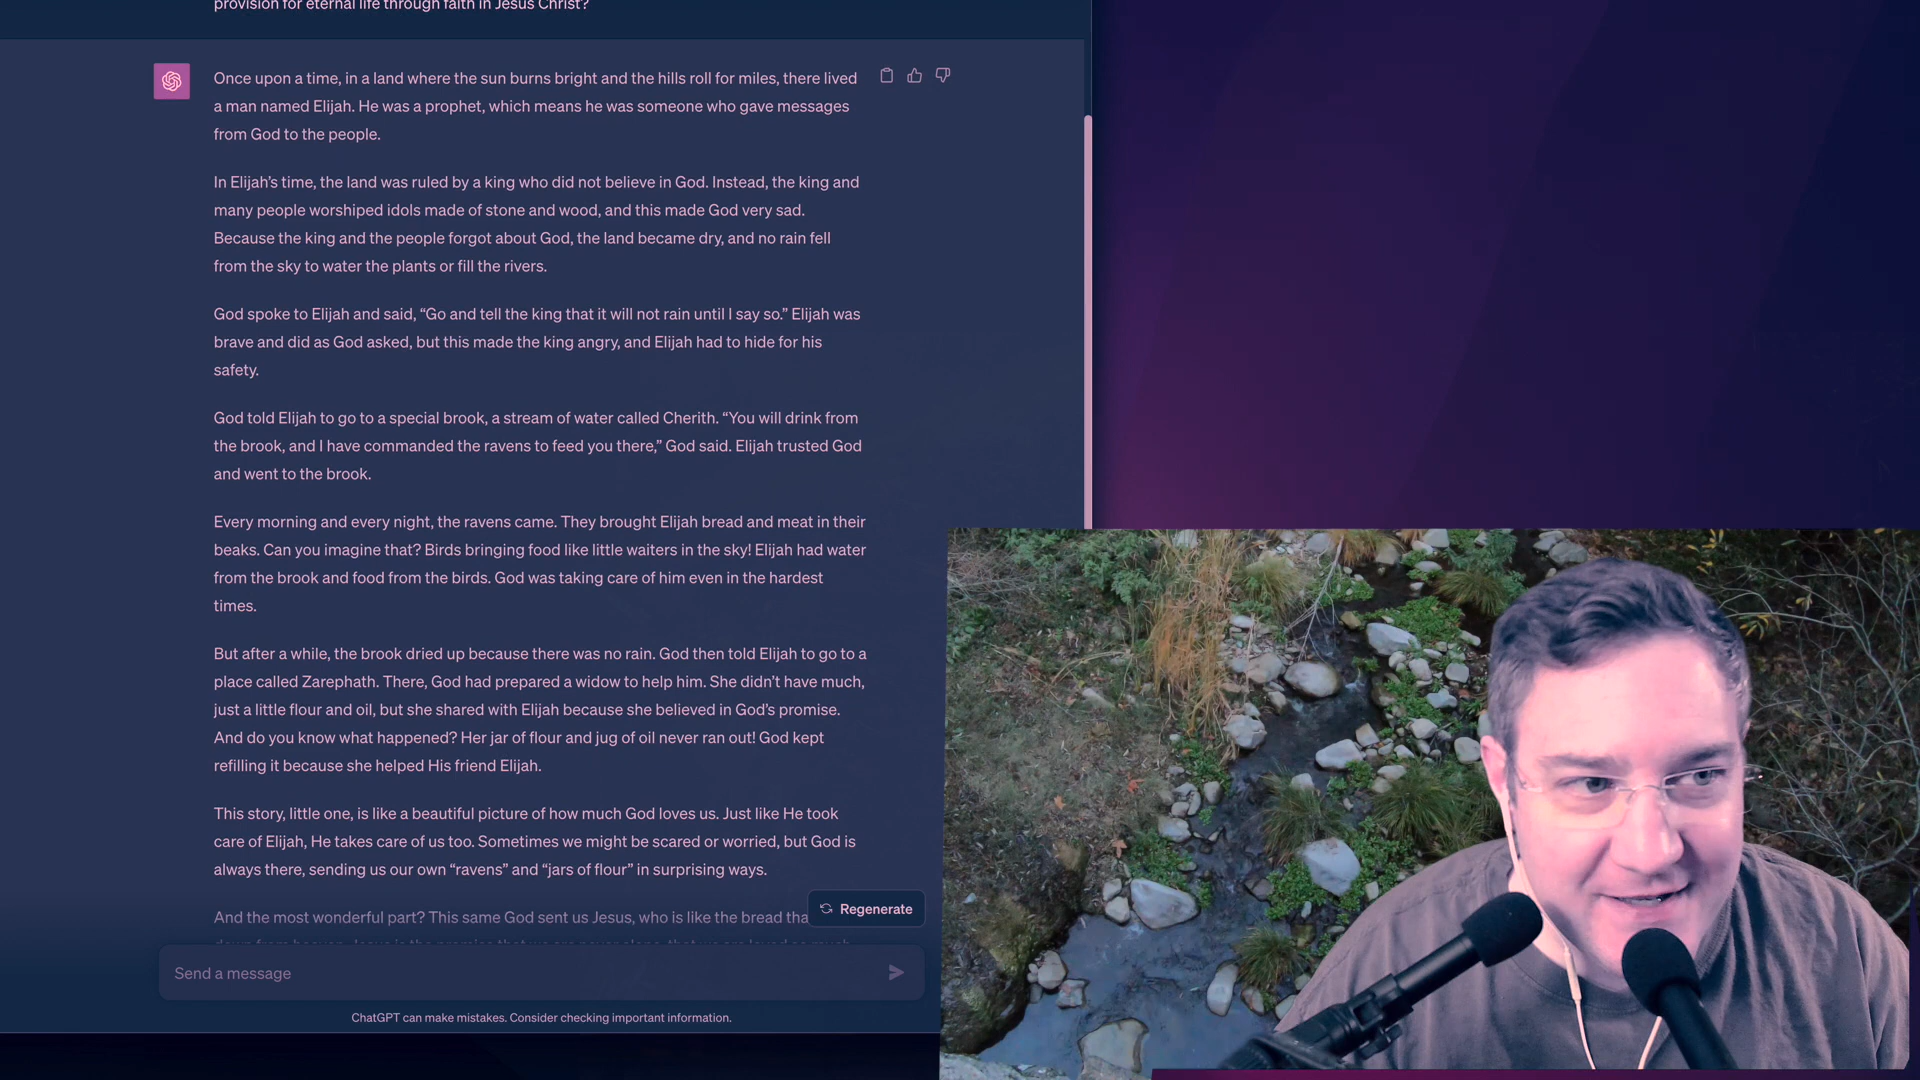 provision for eternal life through faith in Jesus Christ?
Once upon a time, in a land where the sun burns bright and the hills roll for miles, there lived
a man named Elijah. He was a prophet, which means he was someone who gave messages
from God to the people.
In Elijah’s time, the land was ruled by a king who did not believe in God. Instead, the king and
many people worshiped idols made of stone and wood, and this made God very sad.
Because the king and the people forgot about God, the land became dry, and no rain fell
from the sky to water the plants or fill the rivers.
God spoke to Elijah and said, “Go and tell the king that it will not rain until I say so.” Elijah was
brave and did as God asked, but this made the king angry, and Elijah had to hide for his
safety.
God told Elijah to go to a special brook, a stream of water called Cherith. “You will drink from
the brook, and I have commanded the ravens to feed you there,” God said. Elijah trusted God
and went to the brook.
Every morning and every night, the ravens came. They brought Elijah bread and meat in their
beaks. Can you imagine that? Birds bringing food like little waiters in the sky! Elijah had water
from the brook and food from the birds. God was taking care of him even in the hardest
times.
But after a while, the brook dried up because there was no rain. God then told Elijah to go to a
place called Zarephath. There, God had prepared a widow to help him. She didn’t have much,
just a little flour and oil, but she shared with Elijah because she believed in God’s promise.
And do you know what happened? Her jar of flour and jug of oil never ran out! God kept
refilling it because she helped His friend Elijah.
This story, little one, is like a beautiful picture of how much God loves us. Just like He took
care of Elijah, He takes care of us too. Sometimes we might be scared or worried, but God is
always there, sending us our own “ravens” and “jars of flour” in surprising ways.
Regenerate
And the most wonderful part? This same God sent us Jesus, who is like the bread
Send a message
ChatGPT can make mistakes. Consider checking important information.